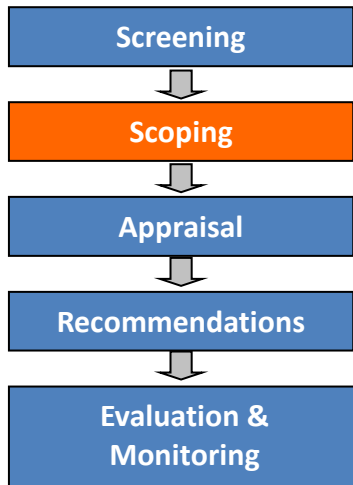 Screening
Scoping
Appraisal
Recommendations
Evaluation &
Monitoring